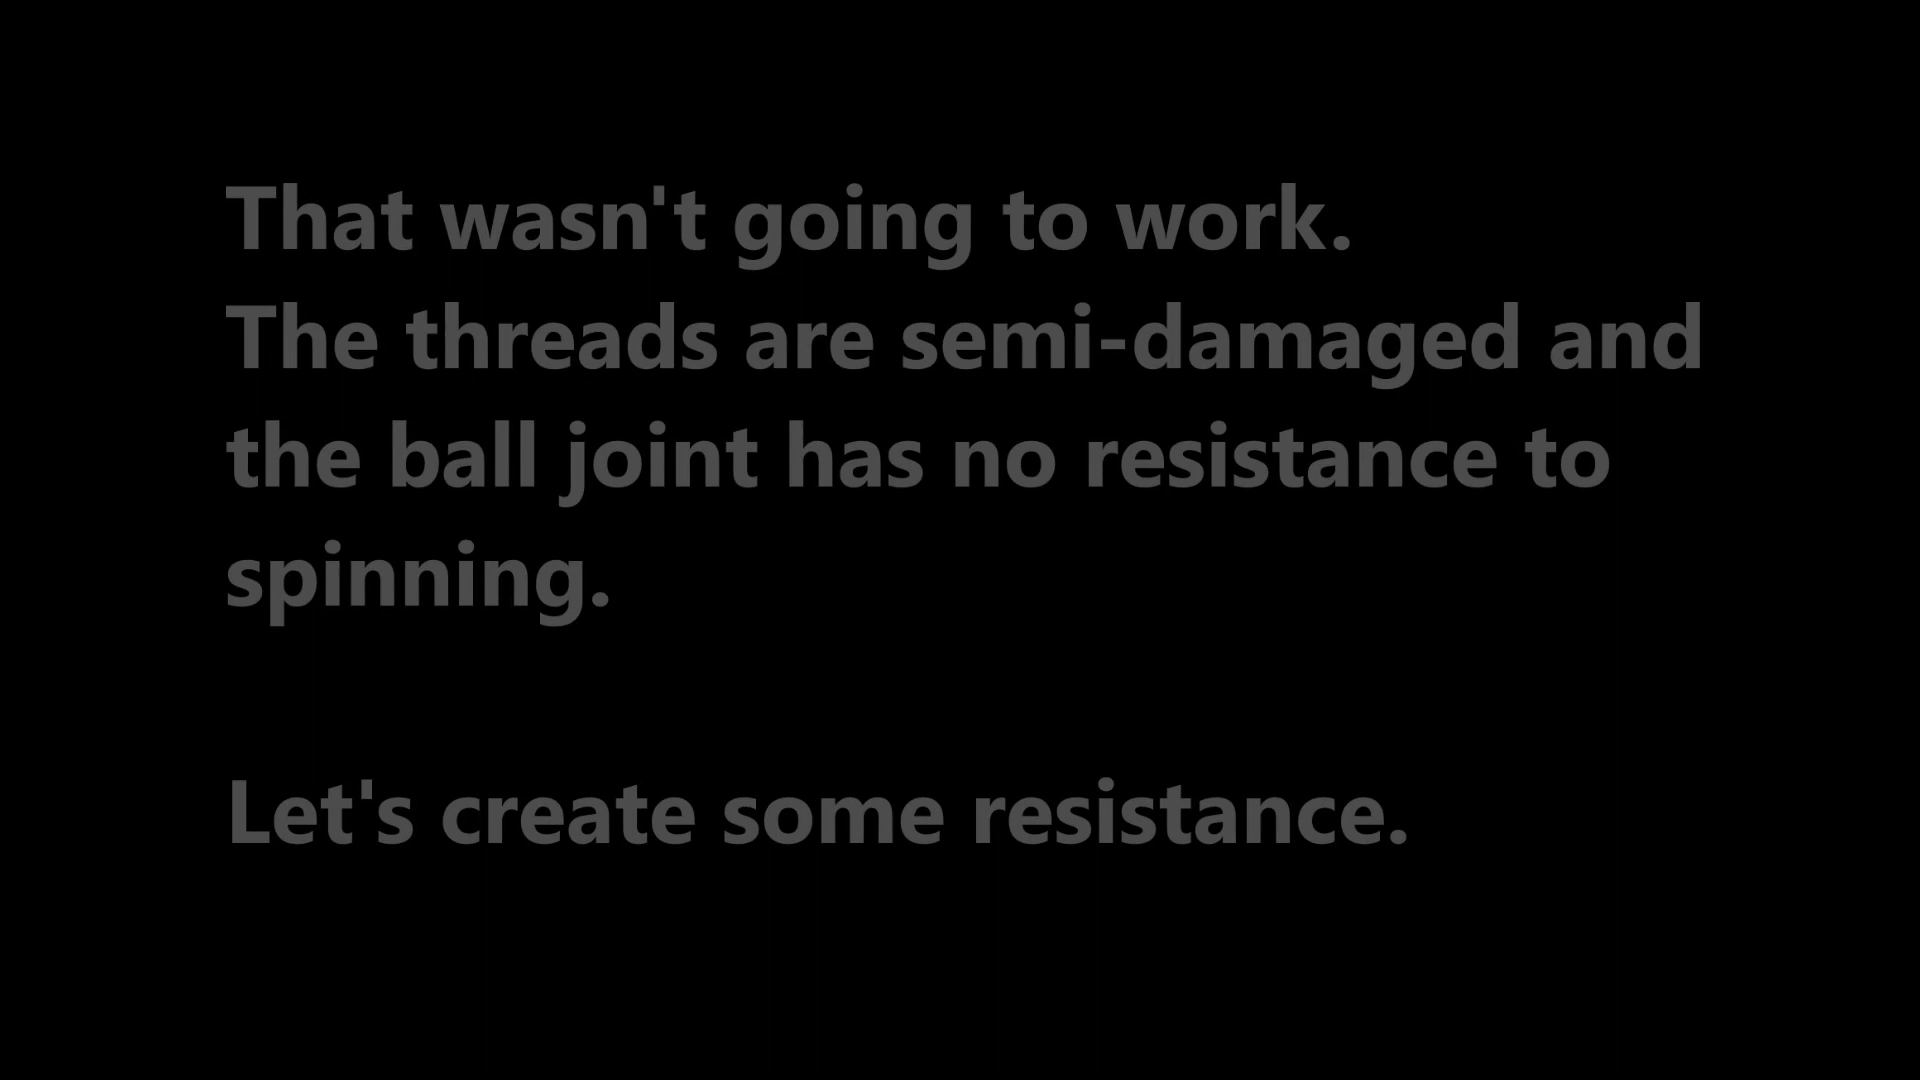 That wasn't going to work.
The threads are semi-damaged and
the ball joint has no resistance to
spinning.
Let's create some resistance.